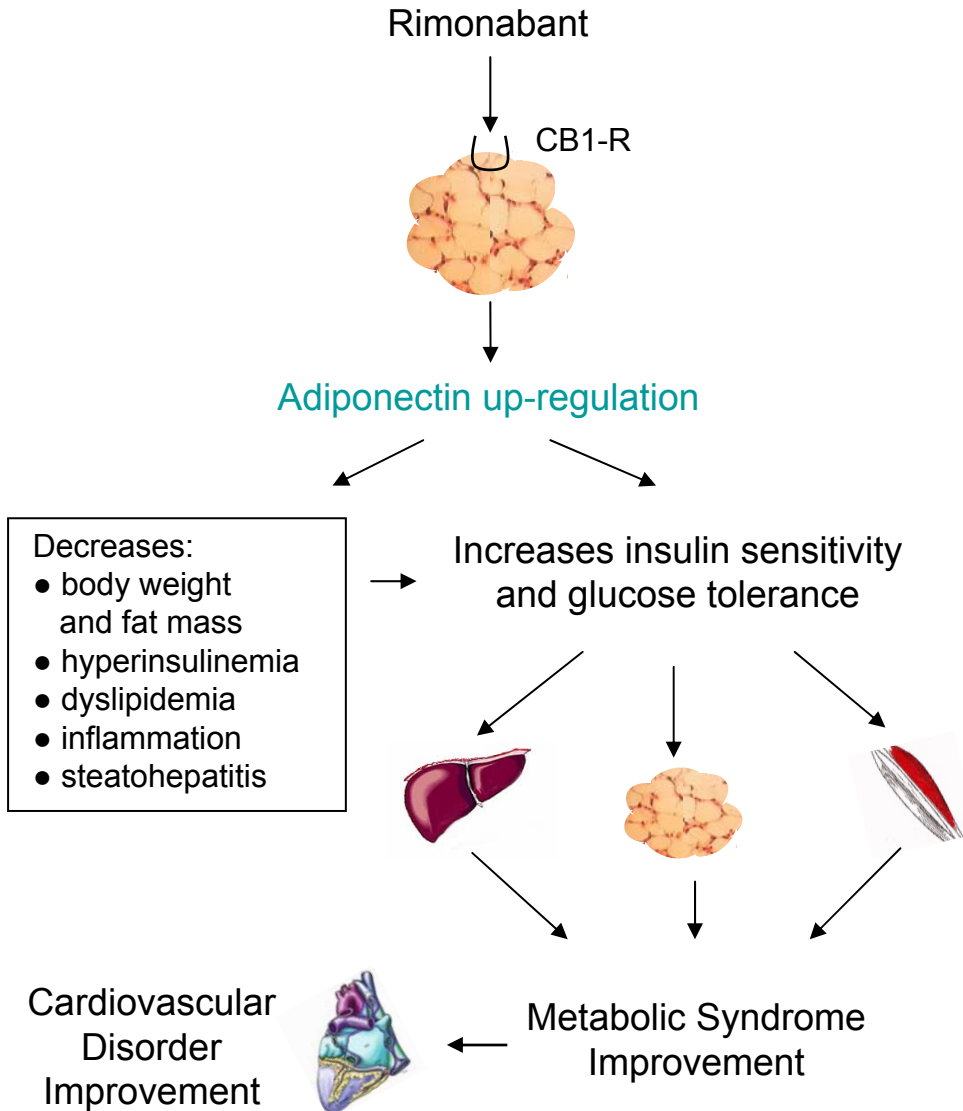 Rimonabant
CB1-R
Adiponectin up-regulation
Decreases:
● body weight
and fat mass
● hyperinsulinemia
● dyslipidemia
● inflammation
● steatohepatitis
Increases insulin sensitivity
and glucose tolerance
Cardiovascular
Disorder
Improvement
Metabolic Syndrome
Improvement